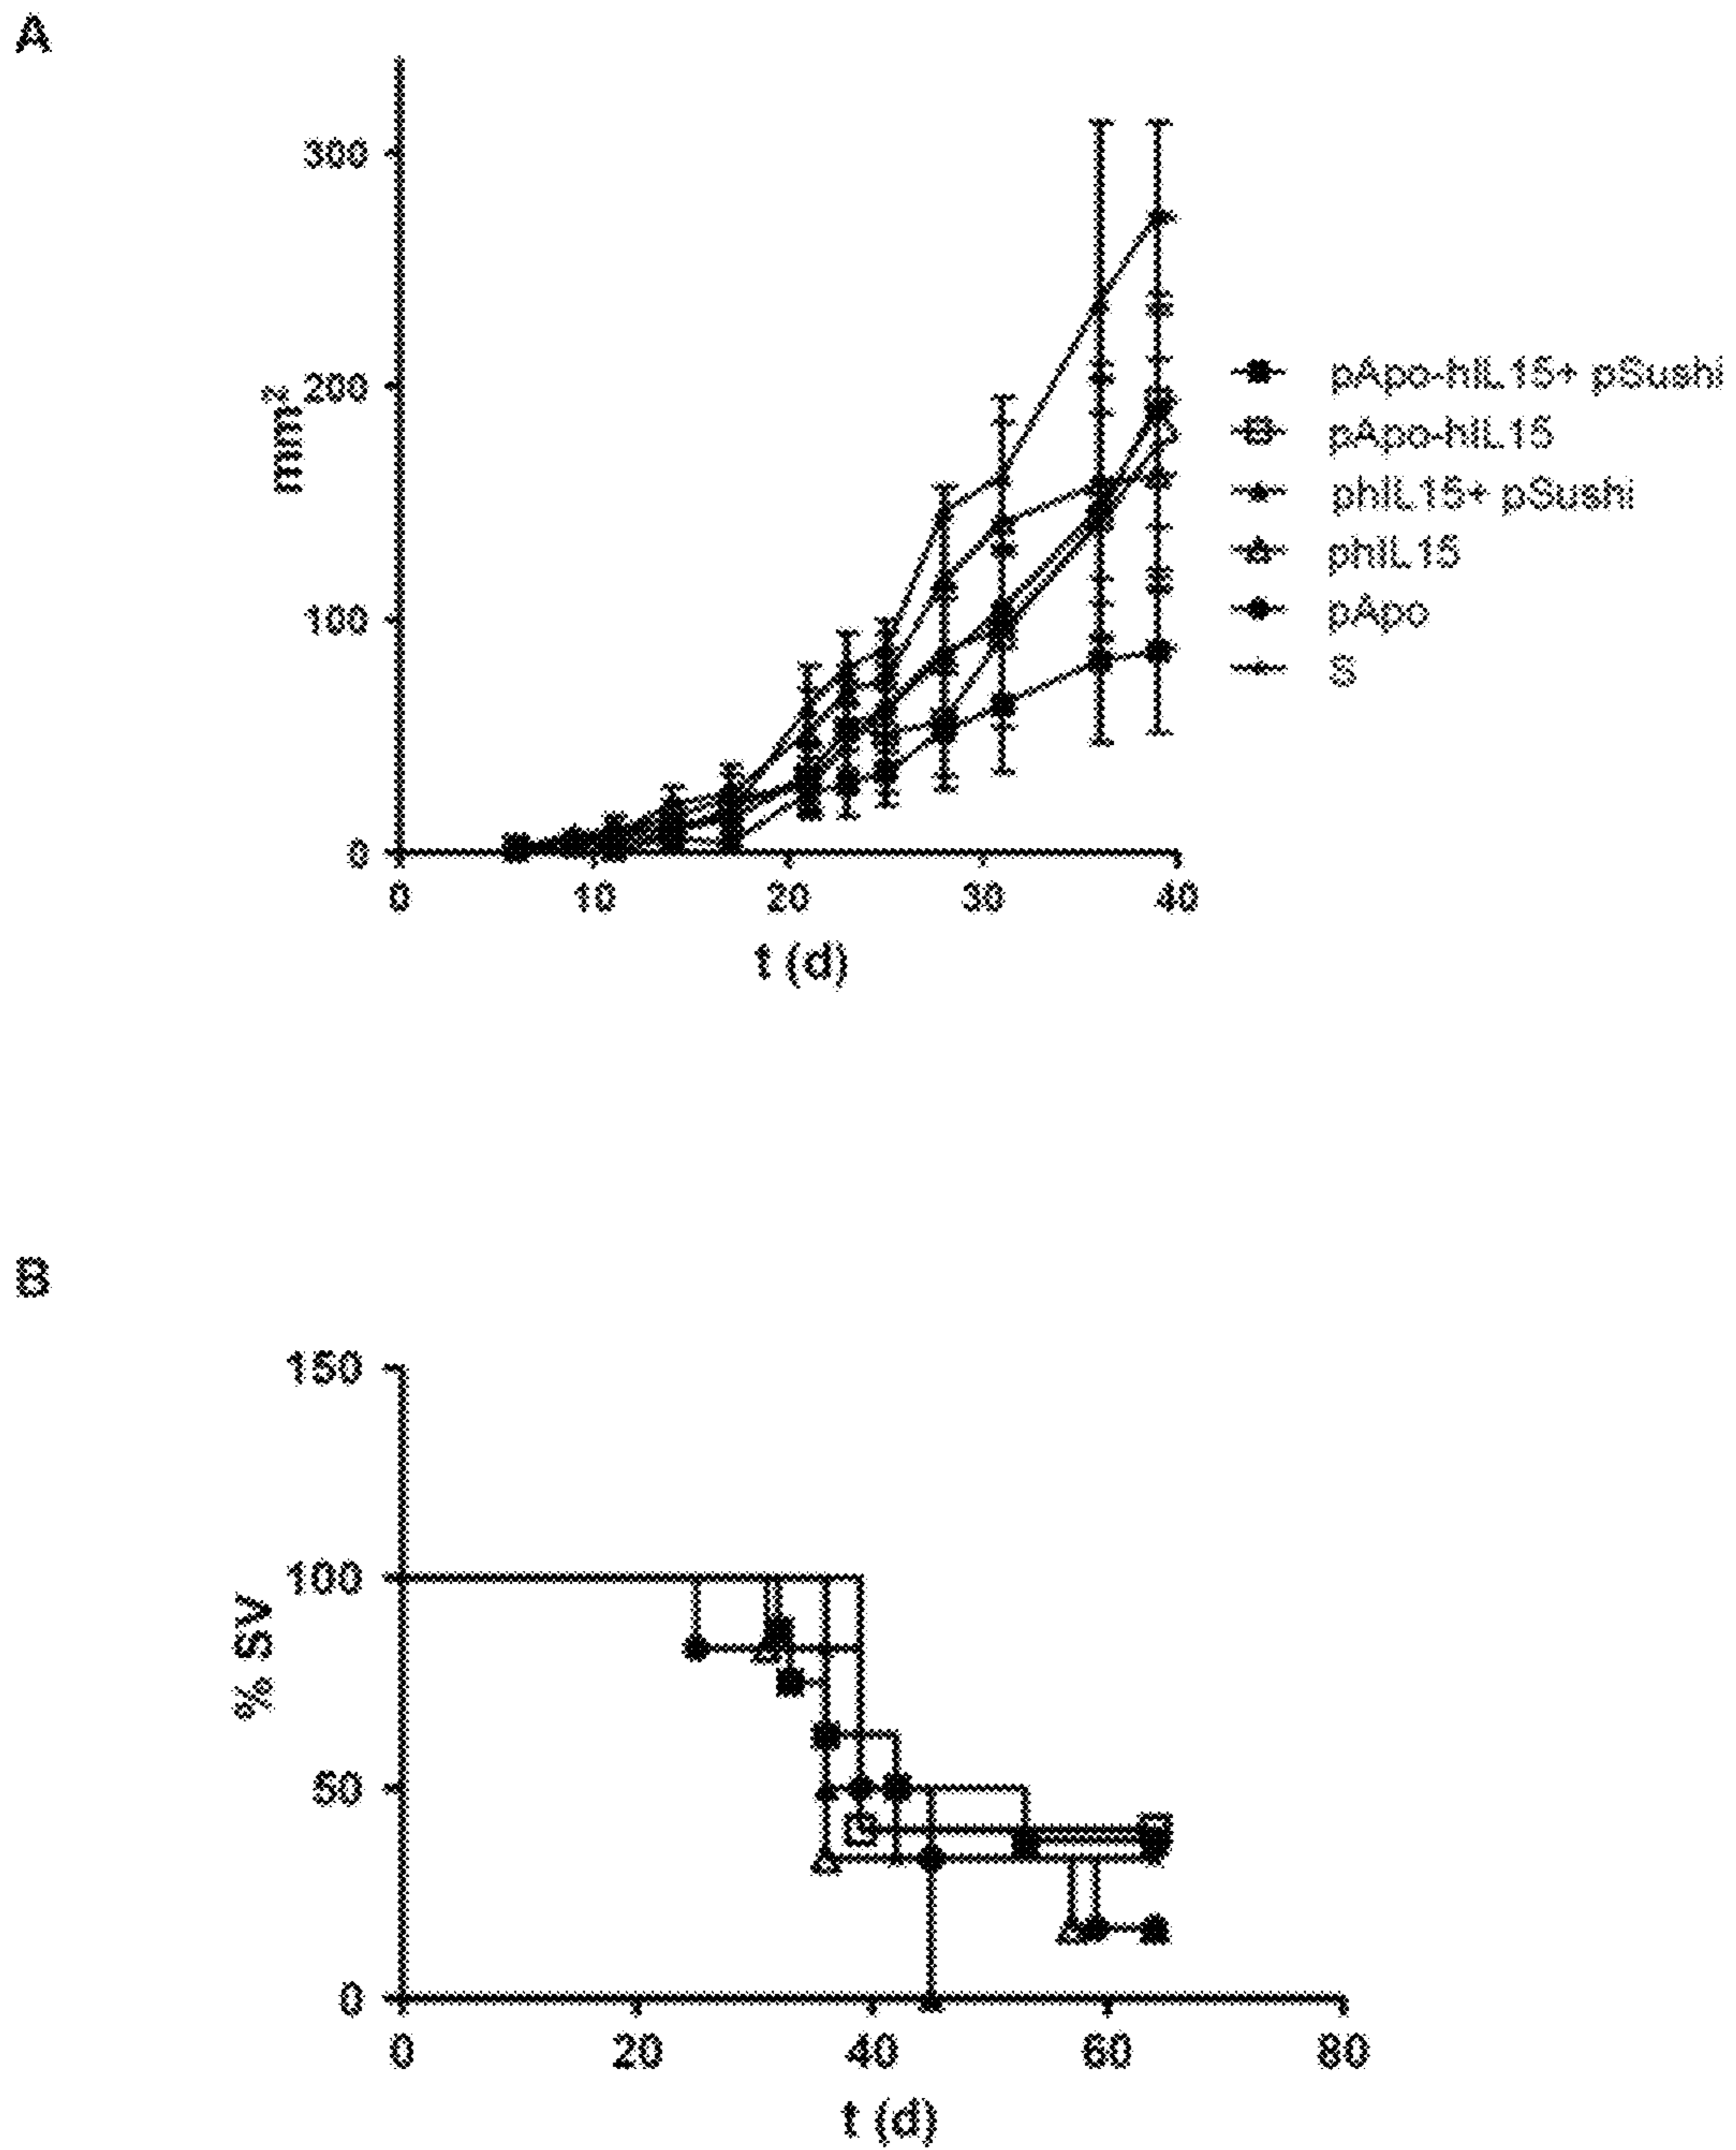 A
300
mm²
200
100
0
0 10 20 30 40
t (d)
pApo-hIL15+ pSushi
pApo-hIL15
phIL15+ pSushi
phIL15
pApo
S
B
150
100
% SV
50
0
0 20 40 60 80
t (d)